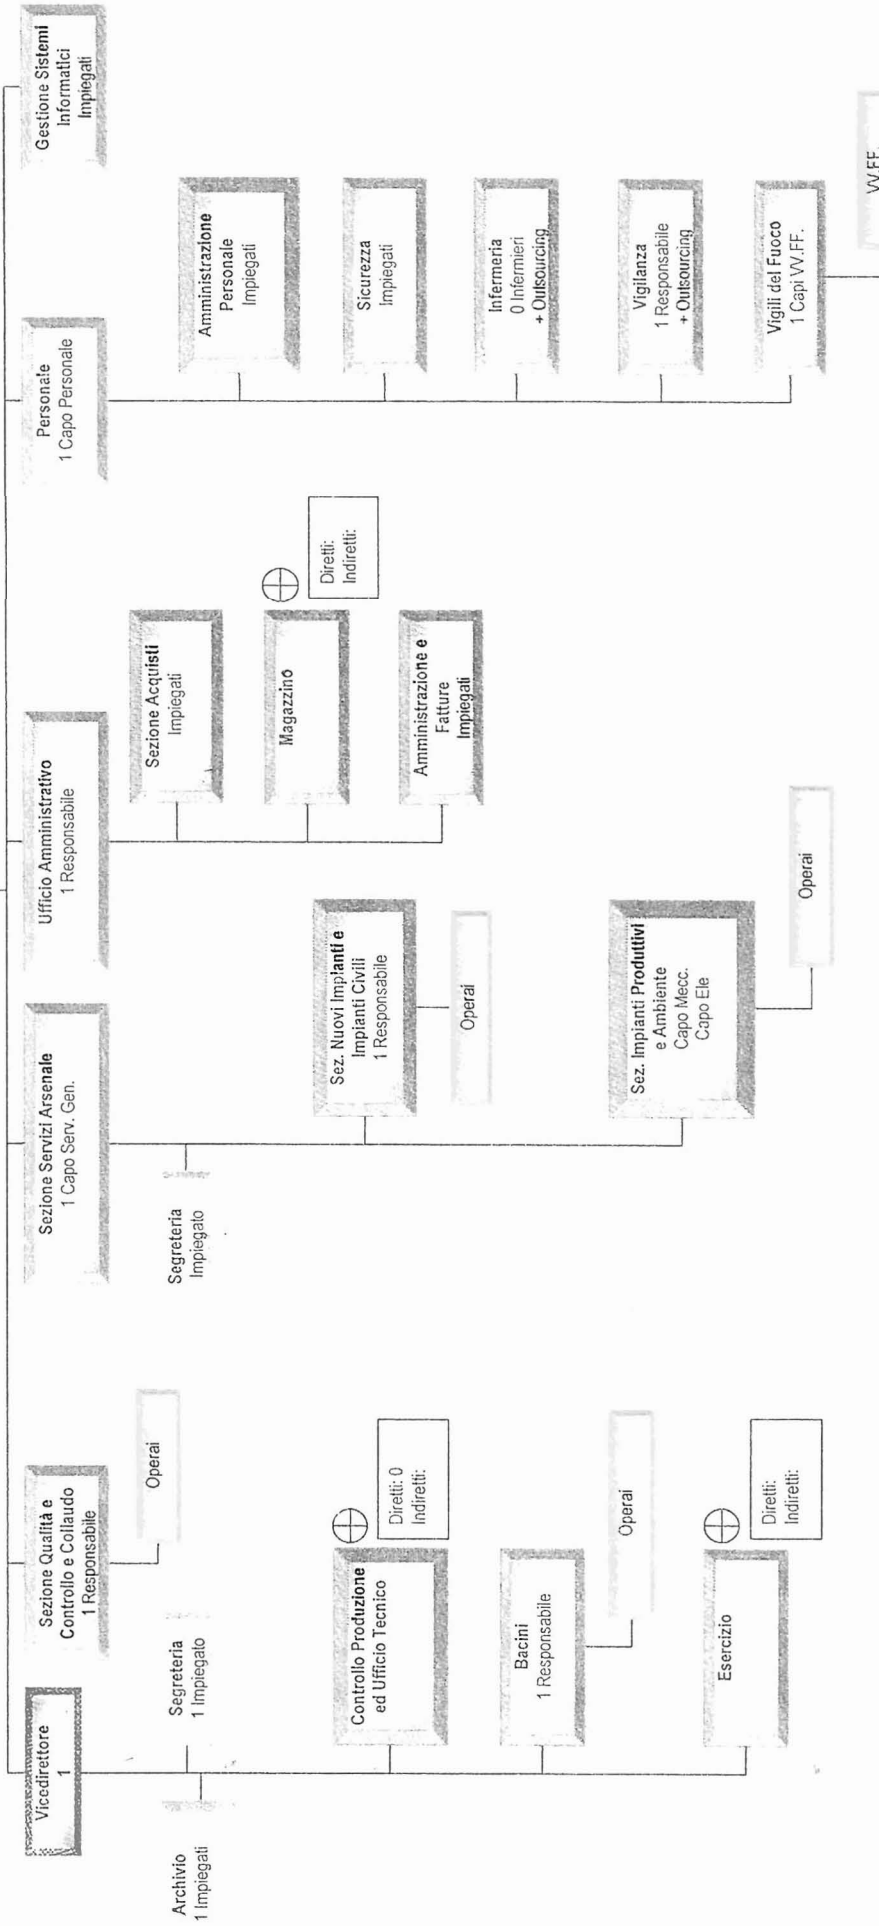 Vicedirettore
1
Archivio
1 Impiegati
Segreteria
1 Impiegato
Controllo Produzione
ed Ufficio Tecnico
Diretti: 0
Indiretti:
Bacini
1 Responsabile
Operai
Esercizio
Diretti:
Indiretti:
Sezione Qualità e
Controllo e Collaudo
1 Responsabile
Operai
Sezione Servizi Arsenale
1 Capo Serv. Gen.
Segreteria
Impiegato
Sez. Nuovi Impianti e
Impianti Civili
1 Responsabile
Operai
Sez. Impianti Produttivi
e Ambiente
Capo Mecc.
Capo Ele
Operai
Ufficio Amministrativo
1 Responsabile
Sezione Acquisti
Impiegati
Magazzino
Diretti:
Indiretti:
Amministrazione e
Fatture
Impiegati
Personale
1 Capo Personale
Amministrazione
Personale
Impiegati
Sicurezza
Impiegati
Infermeria
0 Infermieri
+ Outsourcing
Vigilanza
1 Responsabile
+ Outsourcing
Vigili del Fuoco
1 Capi VV.FF.
VV.FF.
Gestione Sistemi
Informatici
Impiegati